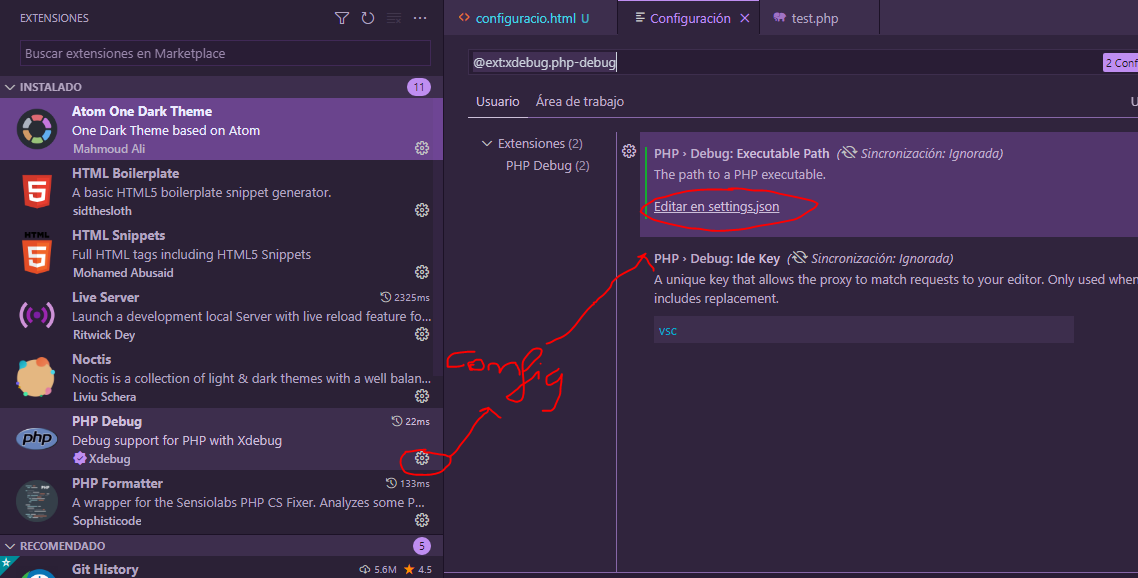 EXTENSIONES
Buscar extensiones en Marketplace
INSTALADO 11
Atom One Dark Theme
One Dark Theme based on Atom
Mahmoud Ali
HTML Boilerplate
A basic HTML5 boilerplate snippet generator.
sidthesloth
HTML
HTML Snippets
Full HTML tags including HTML5 Snippets
Mohamed Abusaid
Live Server 2325ms
Launch a development local Server with live reload feature fo...
Ritwick Dey
Noctis
Noctis is a collection of light & dark themes with a well balan...
Liviu Schera
php
PHP Debug 22ms
Debug support for PHP with Xdebug
Xdebug
PHP Formatter 133ms
A wrapper for the Sensiolabs PHP CS Fixer. Analyzes some P...
Sophisticode
RECOMENDADO 5
Git History 5.6M 4.5
configuracio.html U
Configuración
test.php
@ext:xdebug.php-debug
2 Conf
Usuario Área de trabajo
Extensiones (2)
PHP Debug (2)
PHP › Debug: Executable Path ( Sincronización: Ignorada)
The path to a PHP executable.
Editar en settings.json
PHP › Debug: Ide Key ( Sincronización: Ignorada)
A unique key that allows the proxy to match requests to your editor. Only used when
includes replacement.
vsc
Config